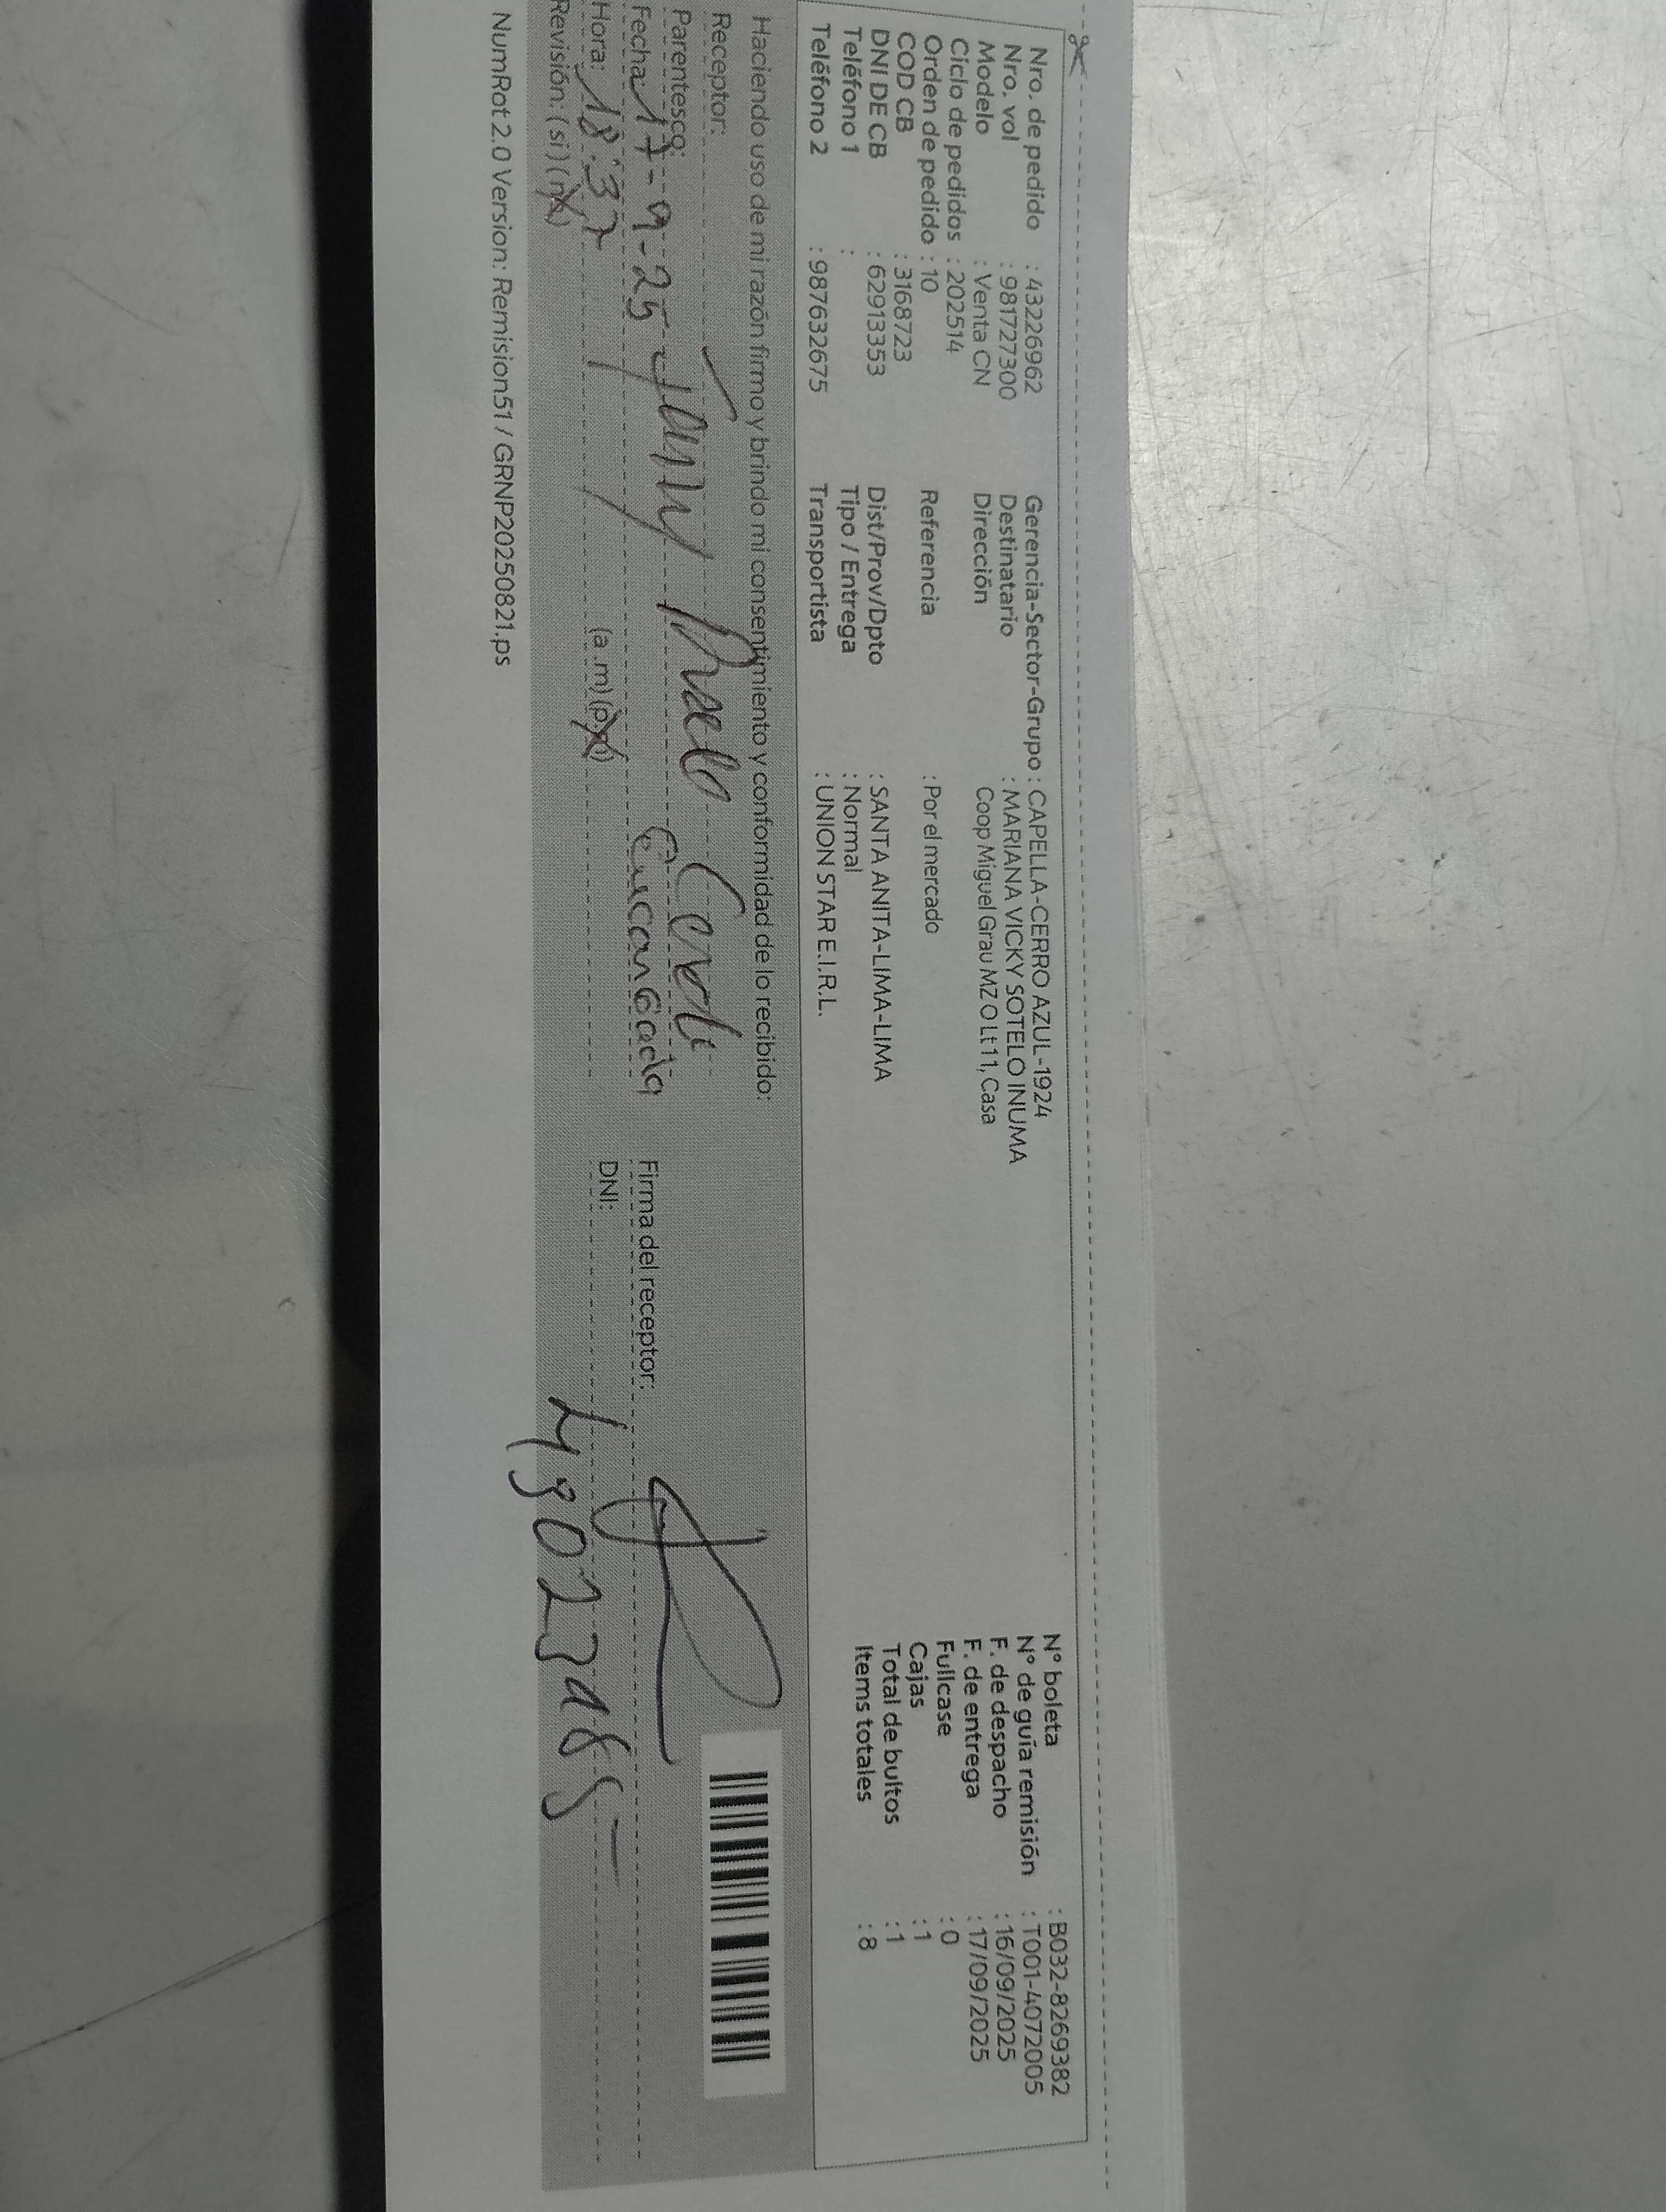 Nro. de pedido : 43226962
Nro. vol : 981727300
Modelo : Venta CN
Ciclo de pedidos : 202514
Orden de pedido : 10
COD CB : 3168723
DNI DE CB : 62913353
Teléfono 1 :
Teléfono 2 : 987632675
Gerencia-Sector-Grupo : CAPELLA-CERRO AZUL-1924
Destinatario : MARIANA VICKY SOTELO INUMA
Dirección Coop Miguel Grau MZ O Lt 11, Casa
Referencia : Por el mercado
Dist/Prov/Dpto : SANTA ANITA-LIMA-LIMA
Tipo / Entrega : Normal
Transportista : UNION STAR E.I.R.L.
N° boleta : B032-8269382
N° de guía remisión : T001-4072005
F. de despacho : 16/09/2025
F. de entrega : 17/09/2025
Fullcase : 0
Cajas : 1
Total de bultos : 1
Items totales : 8
Haciendo uso de mi razón firmo y brindo mi consentimiento y conformidad de lo recibido:
Receptor:
Parentesco:
Fecha: 17-9-25
Hora: 18:37 (a.m) (p.m)
Revisión: (si) (no)
Firma del receptor:
DNI:
NumRot 2.0 Version: Remision51 / GRNP20250821.ps